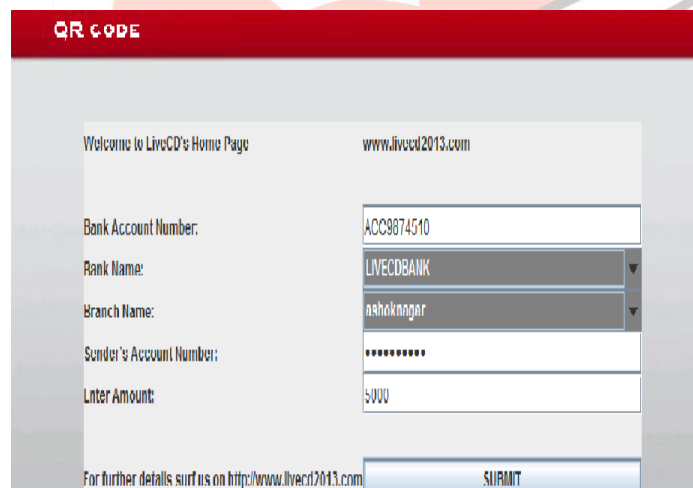 QR CODE
Welcome to LiveCD's Home Page www.livecd2013.com
Bank Account Number: ACC9874510
Bank Name: LIVECDBANK
Branch Name: ashoknagar
Sender's Account Number: ••••••••••
Enter Amount: 5000
For further details surf us on http://www.livecd2013.com SUBMIT